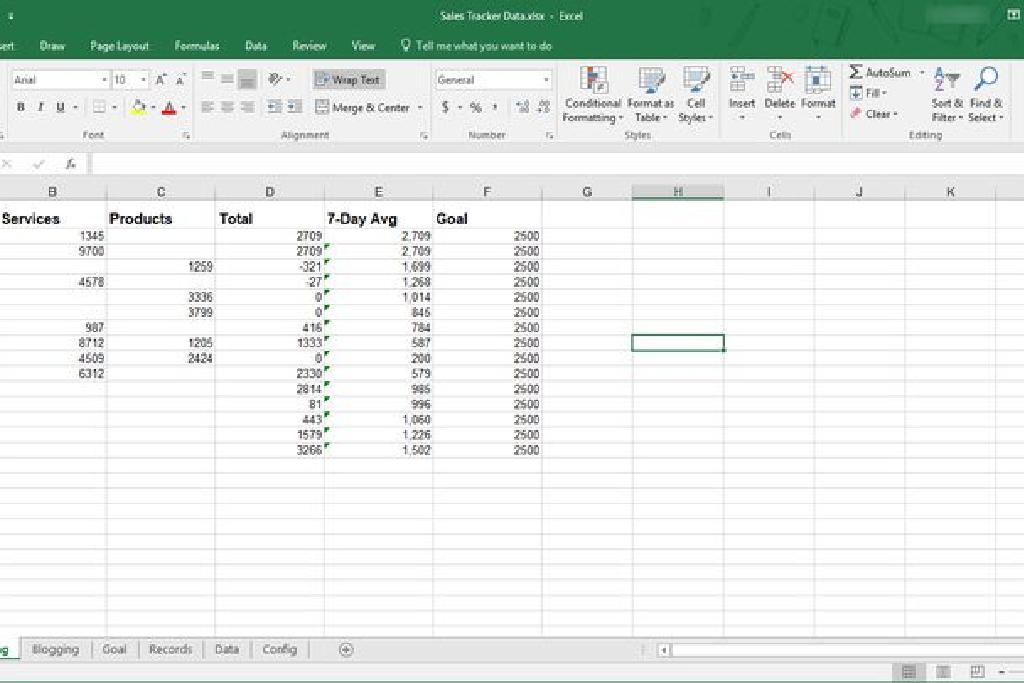 Sales Tracker Data.xlsx - Excel
ert Draw Page Layout Formulas Data Review View Tell me what you want to do
Arial 10 A A Wrap Text General AutoSum
B I U A Merge & Center $ % , Conditional Formatting Format as Table Cell Styles Insert Delete Format Fill Clear Sort & Filter Find & Select
Font Alignment Number Styles Cells Editing
fx
B C D E F G H I J K
Services Products Total 7-Day Avg Goal
1345 2709 2,709 2500
9700 2709 2,709 2500
1259 -321 1,699 2500
4578 -27 1,268 2500
3336 0 1,014 2500
3799 0 845 2500
987 416 784 2500
8712 1205 1333 587 2500
4509 2424 0 200 2500
6312 2330 579 2500
2814 985 2500
81 996 2500
443 1,060 2500
1579 1,226 2500
3266 1,502 2500
g Blogging Goal Records Data Config